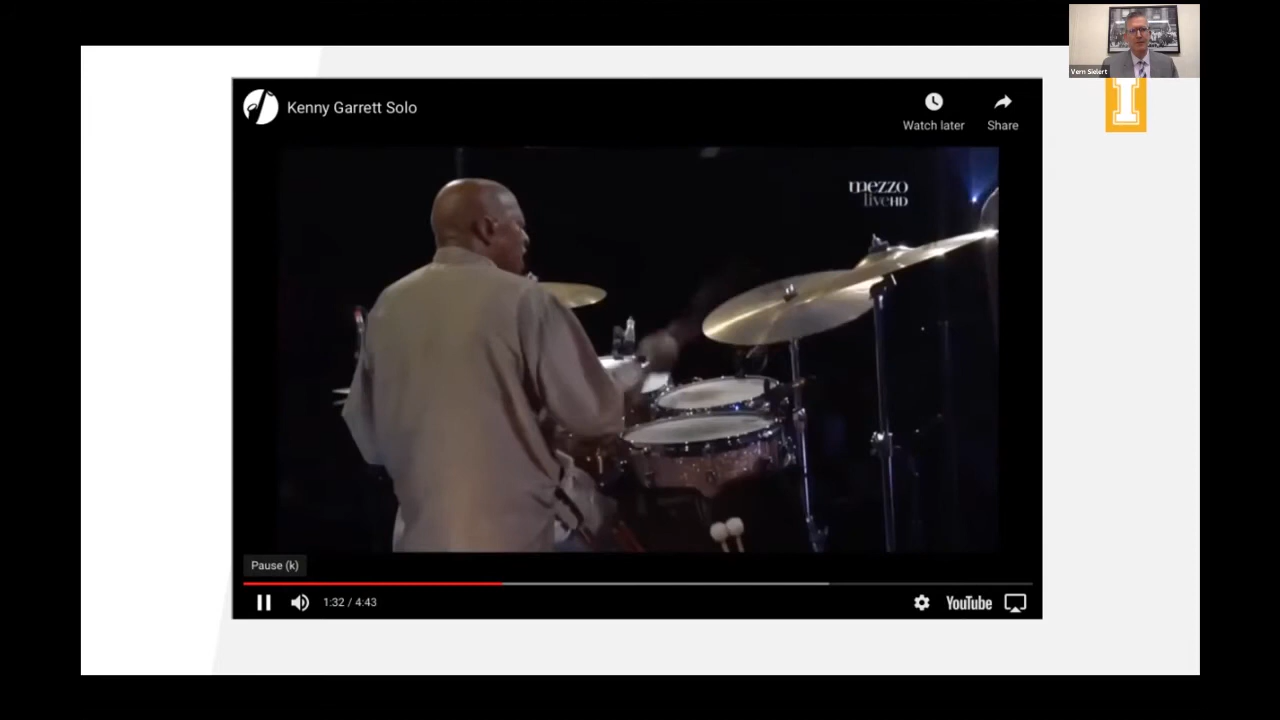 Vern Sielert
I
Kenny Garrett Solo
Watch later
Share
mezzo
liveHD
Pause (k)
1:32 / 4:43
YouTube